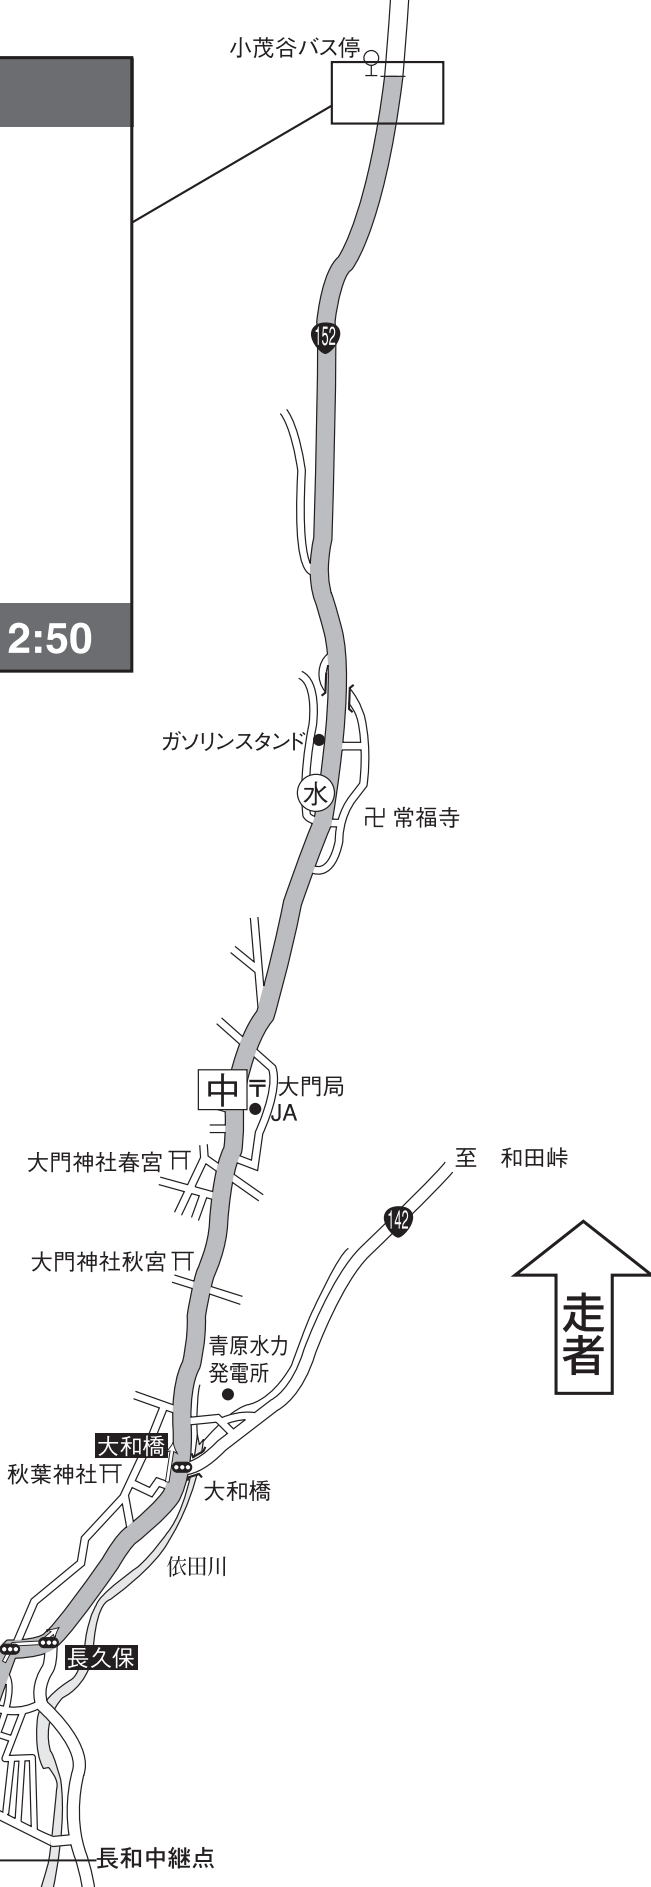 小茂谷バス停
152
2:50
ガソリンスタンド
水
卍 常福寺
中
〒 大門局
JA
大門神社春宮
至　和田峠
142
大門神社秋宮
走者
青原水力
発電所
大和橋
秋葉神社
大和橋
依田川
長久保
長和中継点